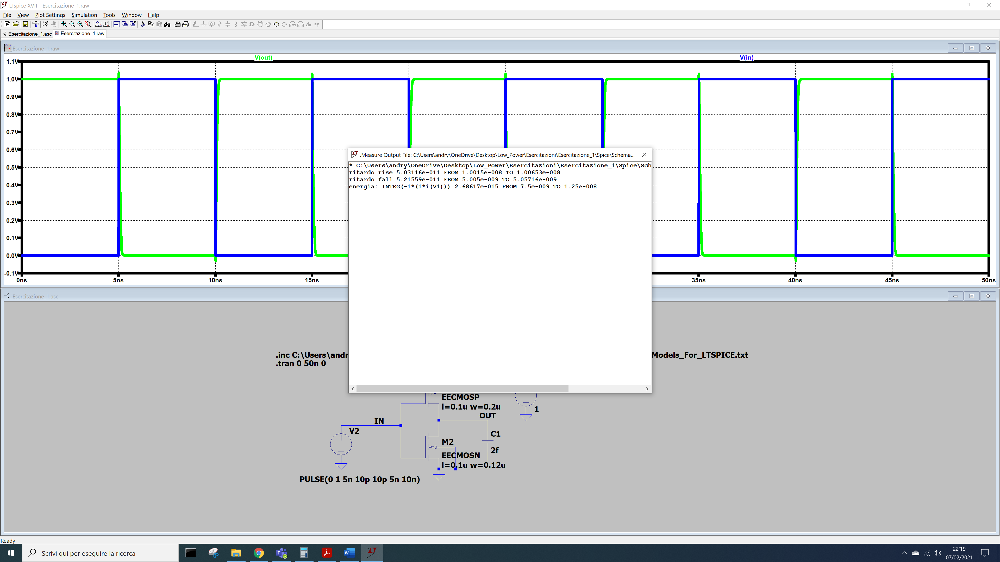 LTspice XVII - Esercitazione_1.raw
File View Plot Settings Simulation Tools Window Help
Esercitazione_1.asc Esercitazione_1.raw
Esercitazione_1.raw
V(out) V(in)
1.1V
1.0V
0.9V
0.8V
0.7V
0.6V
0.5V
0.4V
0.3V
0.2V
0.1V
0.0V
-0.1V
0ns 5ns 10ns 15ns 35ns 40ns 45ns 50ns
.Measure Output File: C:\Users\andry\OneDrive\Desktop\Low_Power\Esercitazioni\Esercitazione_1\Spice\Schema...
* C:\Users\andry\OneDrive\Desktop\Low_Power\Esercitazioni\Esercitazione_1\Spice\Sch
ritardo_rise=5.03116e-011 FROM 1.0015e-008 TO 1.00653e-008
ritardo_fall=5.21559e-011 FROM 5.005e-009 TO 5.05716e-009
energia: INTEG(-1*(1*i(V1)))=2.68617e-015 FROM 7.5e-009 TO 1.25e-008
Esercitazione_1.asc
.inc C:\Users\andr Models_For_LTSPICE.txt
.tran 0 50n 0
EECMOSP
l=0.1u w=0.2u
1
OUT
IN
V2
C1
M2
2f
EECMOSN
l=0.1u w=0.12u
PULSE(0 1 5n 10p 10p 5n 10n)
Ready
Scrivi qui per eseguire la ricerca
22:19
07/02/2021